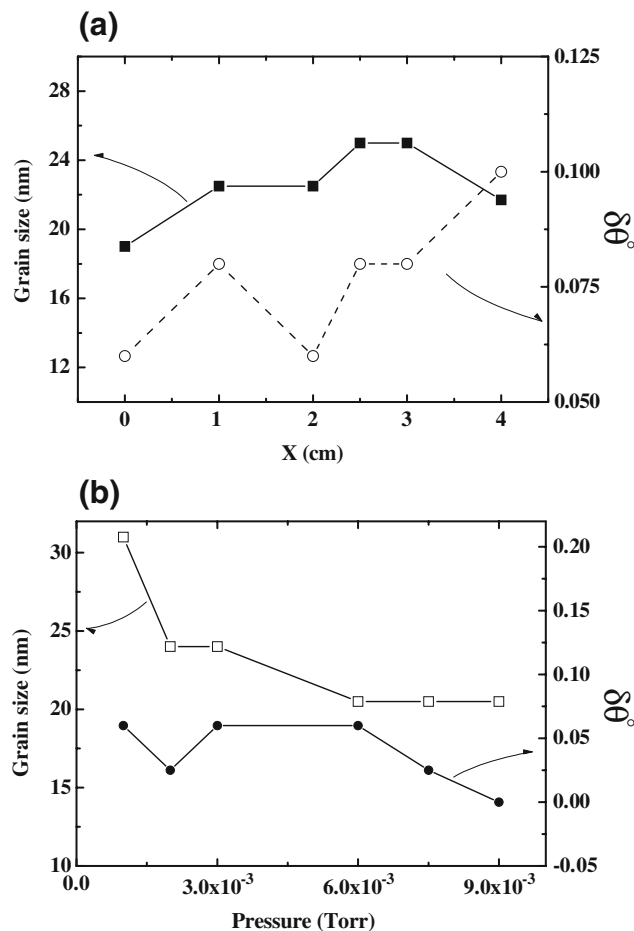 (a)
28
24
20
16
12
Grain size (nm)
0.125
0.100
0.075
0.050
δθ°
0 1 2 3 4
X (cm)
(b)
30
25
20
15
10
Grain size (nm)
0.20
0.15
0.10
0.05
0.00
-0.05
δθ°
0.0 3.0x10⁻³ 6.0x10⁻³ 9.0x10⁻³
Pressure (Torr)